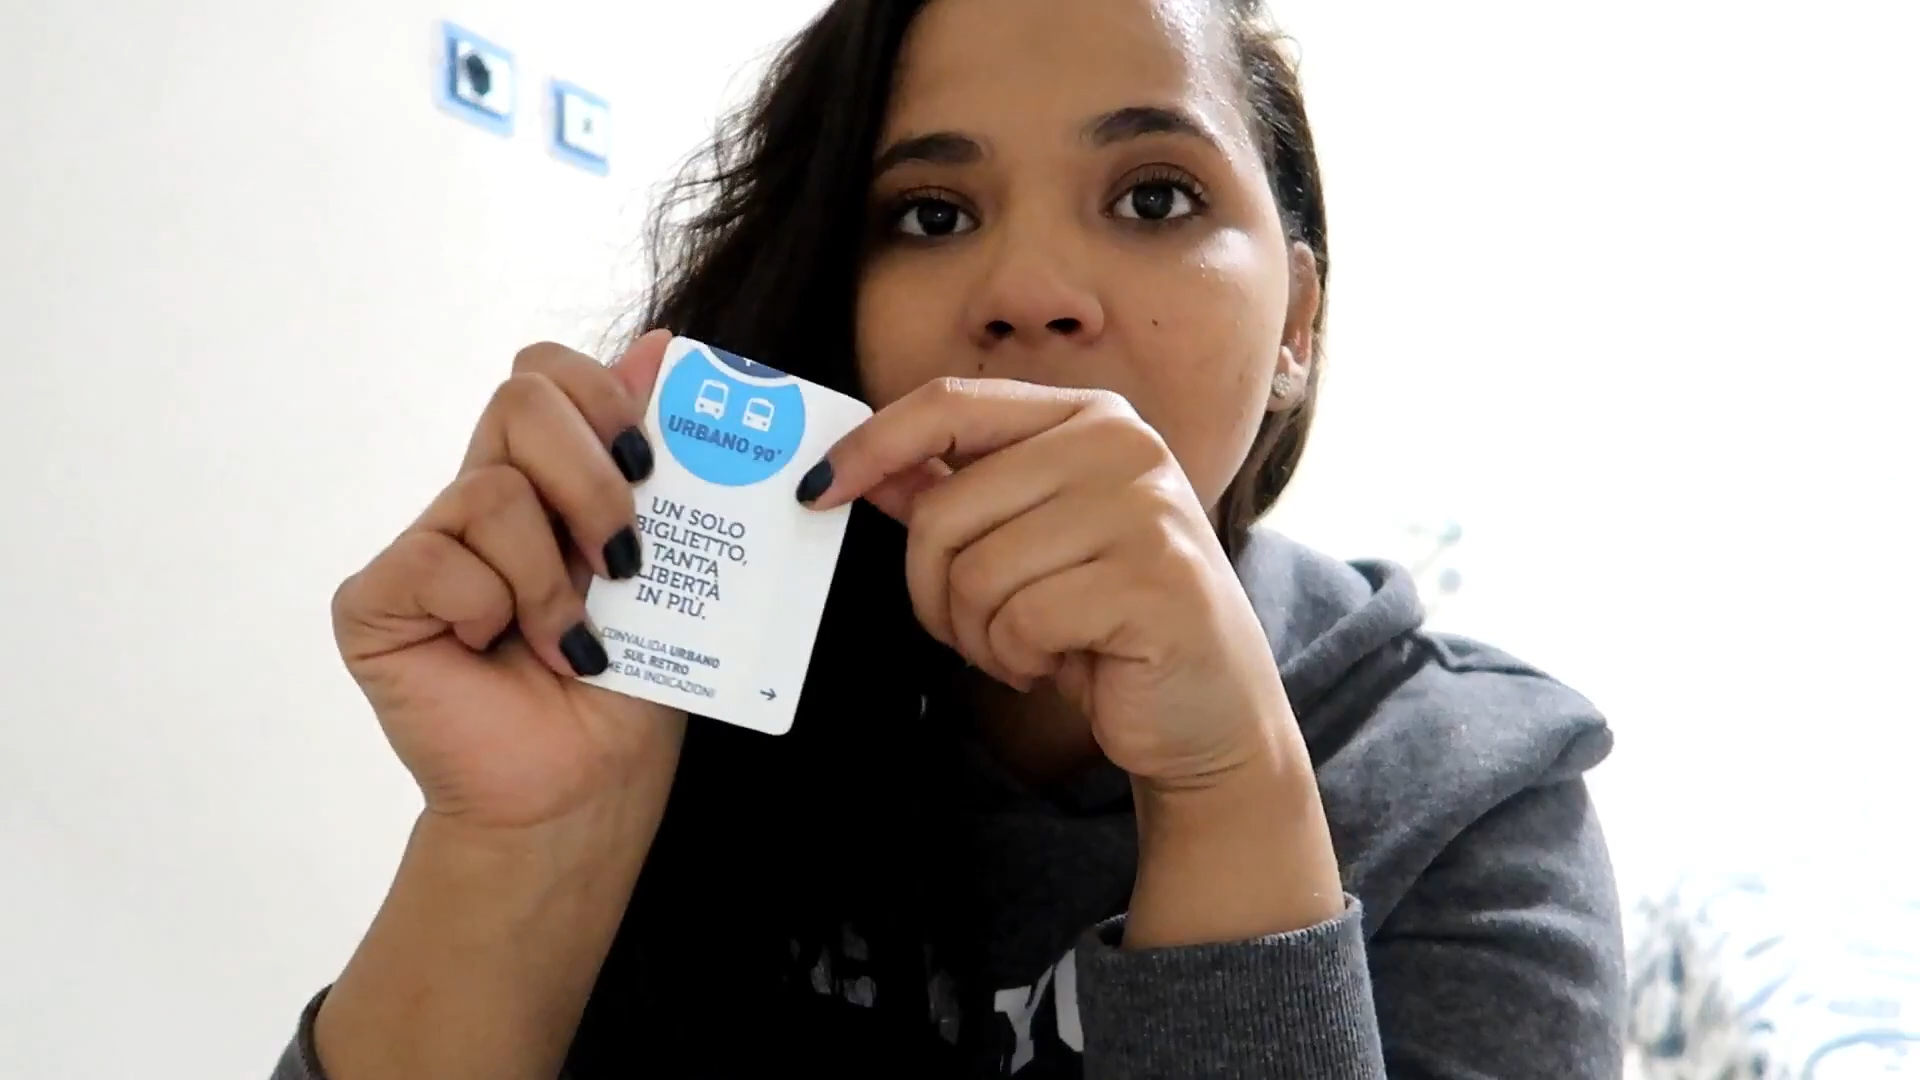 URBANO 90'
UN SOLO
BIGLIETTO,
TANTA
LIBERTÀ
IN PIÙ.
CONVALIDA URBANO
SUL RETRO
DA INDICAZIONI
→